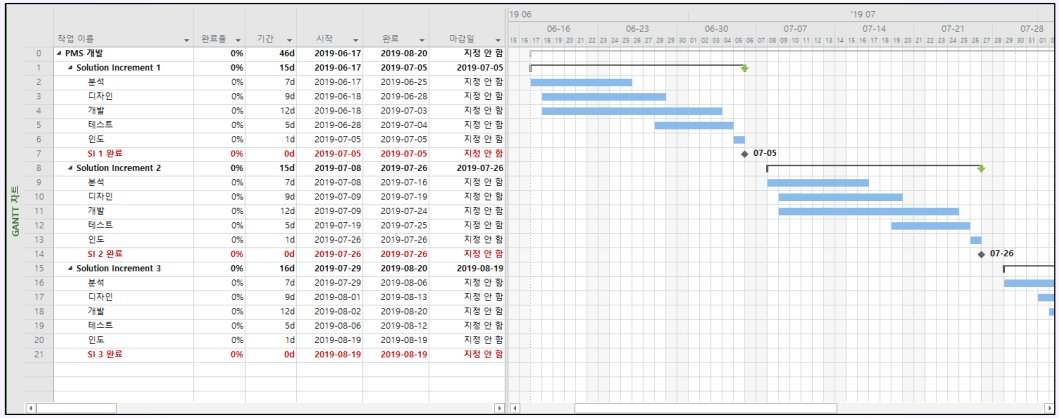 19 06 '19 07
작업 이름 완료율 기간 시작 완료 마감일 06-16 06-23 06-30 07-07 07-14 07-21 07-28
15 16 17 18 19 20 21 22 23 24 25 26 27 28 29 30 01 02 03 04 05 06 07 08 09 10 11 12 13 14 15 16 17 18 19 20 21 22 23 24 25 26 27 28 29 30 31 01
0 PMS 개발 0% 46d 2019-06-17 2019-08-20 지정 안 함
1 Solution Increment 1 0% 15d 2019-06-17 2019-07-05 2019-07-05
2 분석 0% 7d 2019-06-17 2019-06-25 지정 안 함
3 디자인 0% 9d 2019-06-18 2019-06-28 지정 안 함
4 개발 0% 12d 2019-06-18 2019-07-03 지정 안 함
5 테스트 0% 5d 2019-06-28 2019-07-04 지정 안 함
6 인도 0% 1d 2019-07-05 2019-07-05 지정 안 함
7 SI 1 완료 0% 0d 2019-07-05 2019-07-05 지정 안 함 07-05
8 Solution Increment 2 0% 15d 2019-07-08 2019-07-26 2019-07-26
9 분석 0% 7d 2019-07-08 2019-07-16 지정 안 함
10 디자인 0% 9d 2019-07-09 2019-07-19 지정 안 함
11 개발 0% 12d 2019-07-09 2019-07-24 지정 안 함
12 테스트 0% 5d 2019-07-19 2019-07-25 지정 안 함
13 인도 0% 1d 2019-07-26 2019-07-26 지정 안 함
14 SI 2 완료 0% 0d 2019-07-26 2019-07-26 지정 안 함 07-26
15 Solution Increment 3 0% 16d 2019-07-29 2019-08-20 2019-08-19
16 분석 0% 7d 2019-07-29 2019-08-06 지정 안 함
17 디자인 0% 9d 2019-08-01 2019-08-13 지정 안 함
18 개발 0% 12d 2019-08-02 2019-08-20 지정 안 함
19 테스트 0% 5d 2019-08-06 2019-08-12 지정 안 함
20 인도 0% 1d 2019-08-19 2019-08-19 지정 안 함
21 SI 3 완료 0% 0d 2019-08-19 2019-08-19 지정 안 함
GANTT 차트